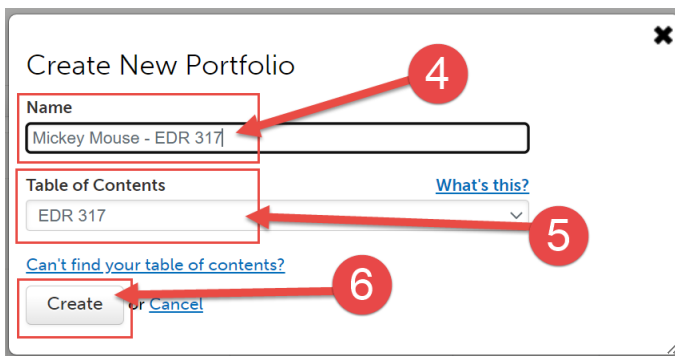 Create New Portfolio
4
Name
Mickey Mouse - EDR 317
Table of Contents What's this?
EDR 317
5
Can't find your table of contents?
6
Create or Cancel